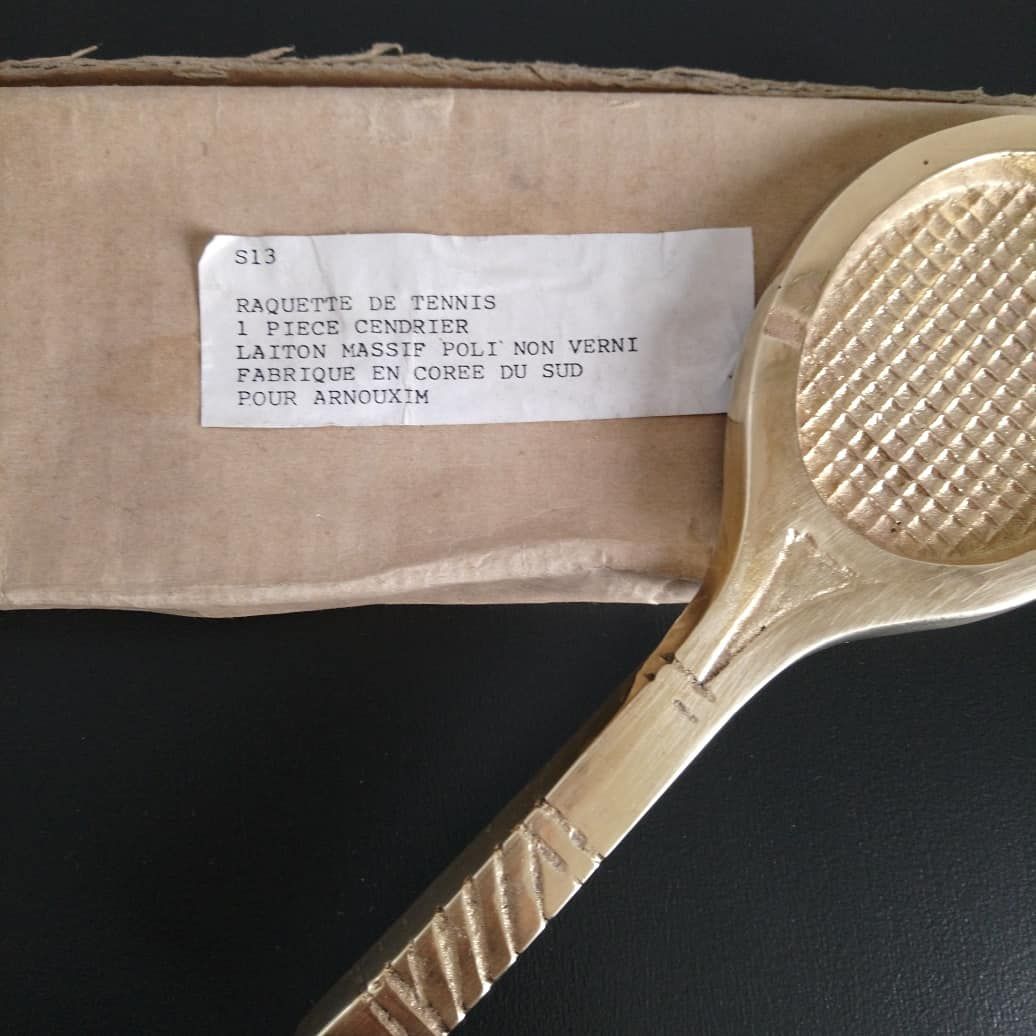 S13
RAQUETTE DE TENNIS
1 PIECE CENDRIER
LAITON MASSIF POLI NON VERNI
FABRIQUE EN COREE DU SUD
POUR ARNOUXIM